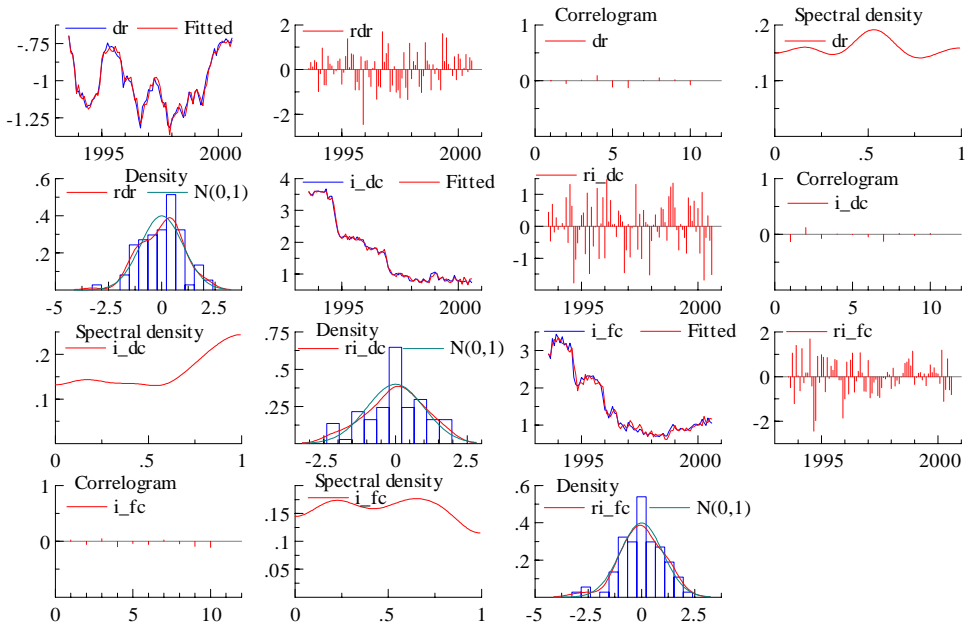 dr Fitted
-.75
-1
-1.25
1995 2000
rdr
2
0
-2
1995 2000
Correlogram
dr
1
0
-1
0 5 10
Spectral density
dr
.2
.1
0 .5 1
Density
rdr N(0,1)
.6
.4
.2
-5 -2.5 0 2.5
i_dc Fitted
4
3
2
1
1995 2000
ri_dc
1
0
-1
1995 2000
Correlogram
i_dc
1
0
-1
0 5 10
Spectral density
i_dc
.2
.1
0 .5 1
Density
ri_dc N(0,1)
.75
.5
.25
-2.5 0 2.5
i_fc Fitted
3
2
1
1995 2000
ri_fc
2
0
-2
1995 2000
Correlogram
i_fc
1
0
-1
0 5 10
Spectral density
i_fc
.15
.1
.05
0 .5 1
Density
ri_fc N(0,1)
.6
.4
.2
-5 -2.5 0 2.5